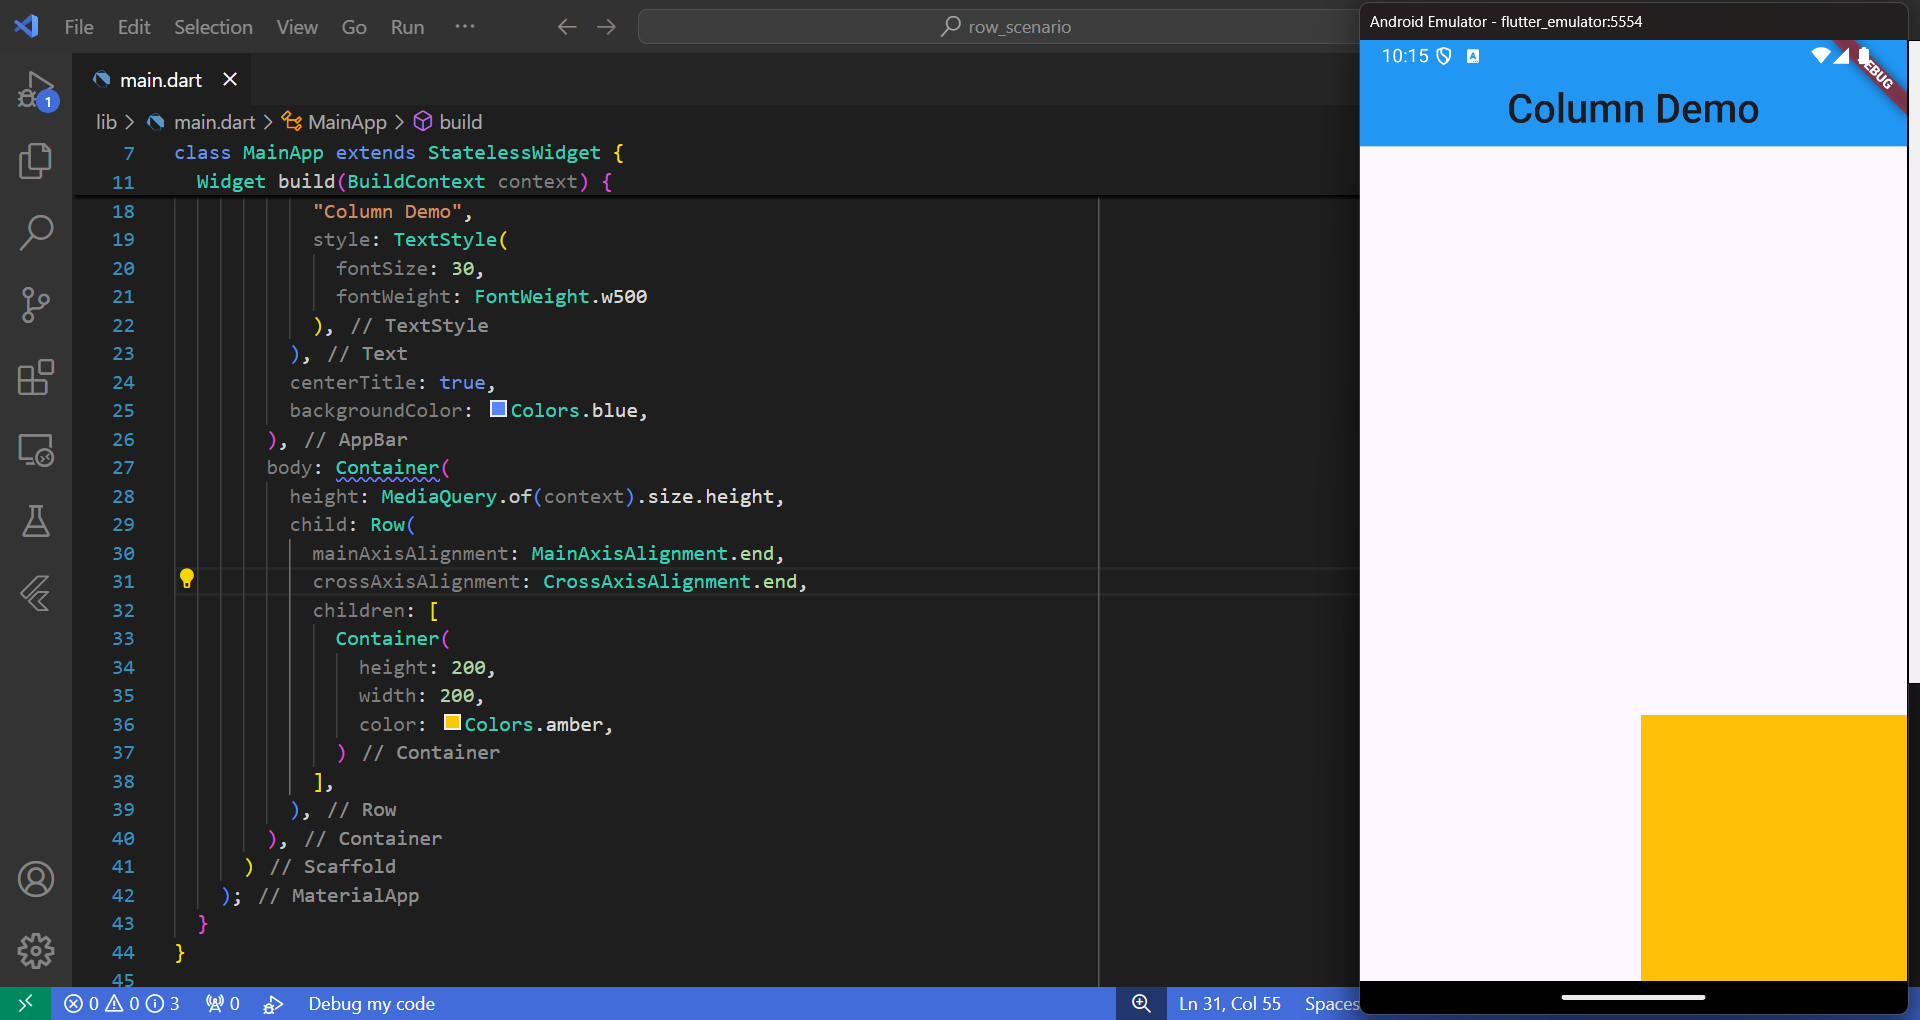 File Edit Selection View Go Run ...
row_scenario
main.dart
lib > main.dart > MainApp > build
7 class MainApp extends StatelessWidget {
11 Widget build(BuildContext context) {
18 "Column Demo",
19 style: TextStyle(
20 fontSize: 30,
21 fontWeight: FontWeight.w500
22 ), // TextStyle
23 ), // Text
24 centerTitle: true,
25 backgroundColor: Colors.blue,
26 ), // AppBar
27 body: Container(
28 height: MediaQuery.of(context).size.height,
29 child: Row(
30 mainAxisAlignment: MainAxisAlignment.end,
31 crossAxisAlignment: CrossAxisAlignment.end,
32 children: [
33 Container(
34 height: 200,
35 width: 200,
36 color: Colors.amber,
37 ) // Container
38 ],
39 ), // Row
40 ), // Container
41 ) // Scaffold
42 ); // MaterialApp
43 }
44 }
45
1
0 0 3 0 Debug my code Ln 31, Col 55 Spaces
Android Emulator - flutter_emulator:5554
10:15 A
DEBUG
Column Demo